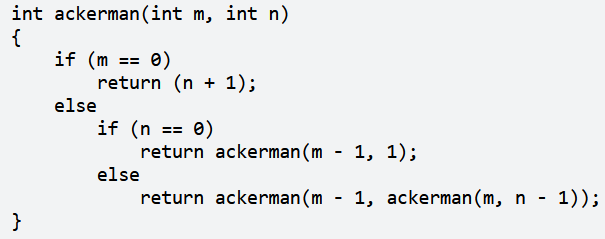 int ackerman(int m, int n)
{
    if (m == 0)
        return (n + 1);
    else
        if (n == 0)
            return ackerman(m - 1, 1);
        else
            return ackerman(m - 1, ackerman(m, n - 1));
}